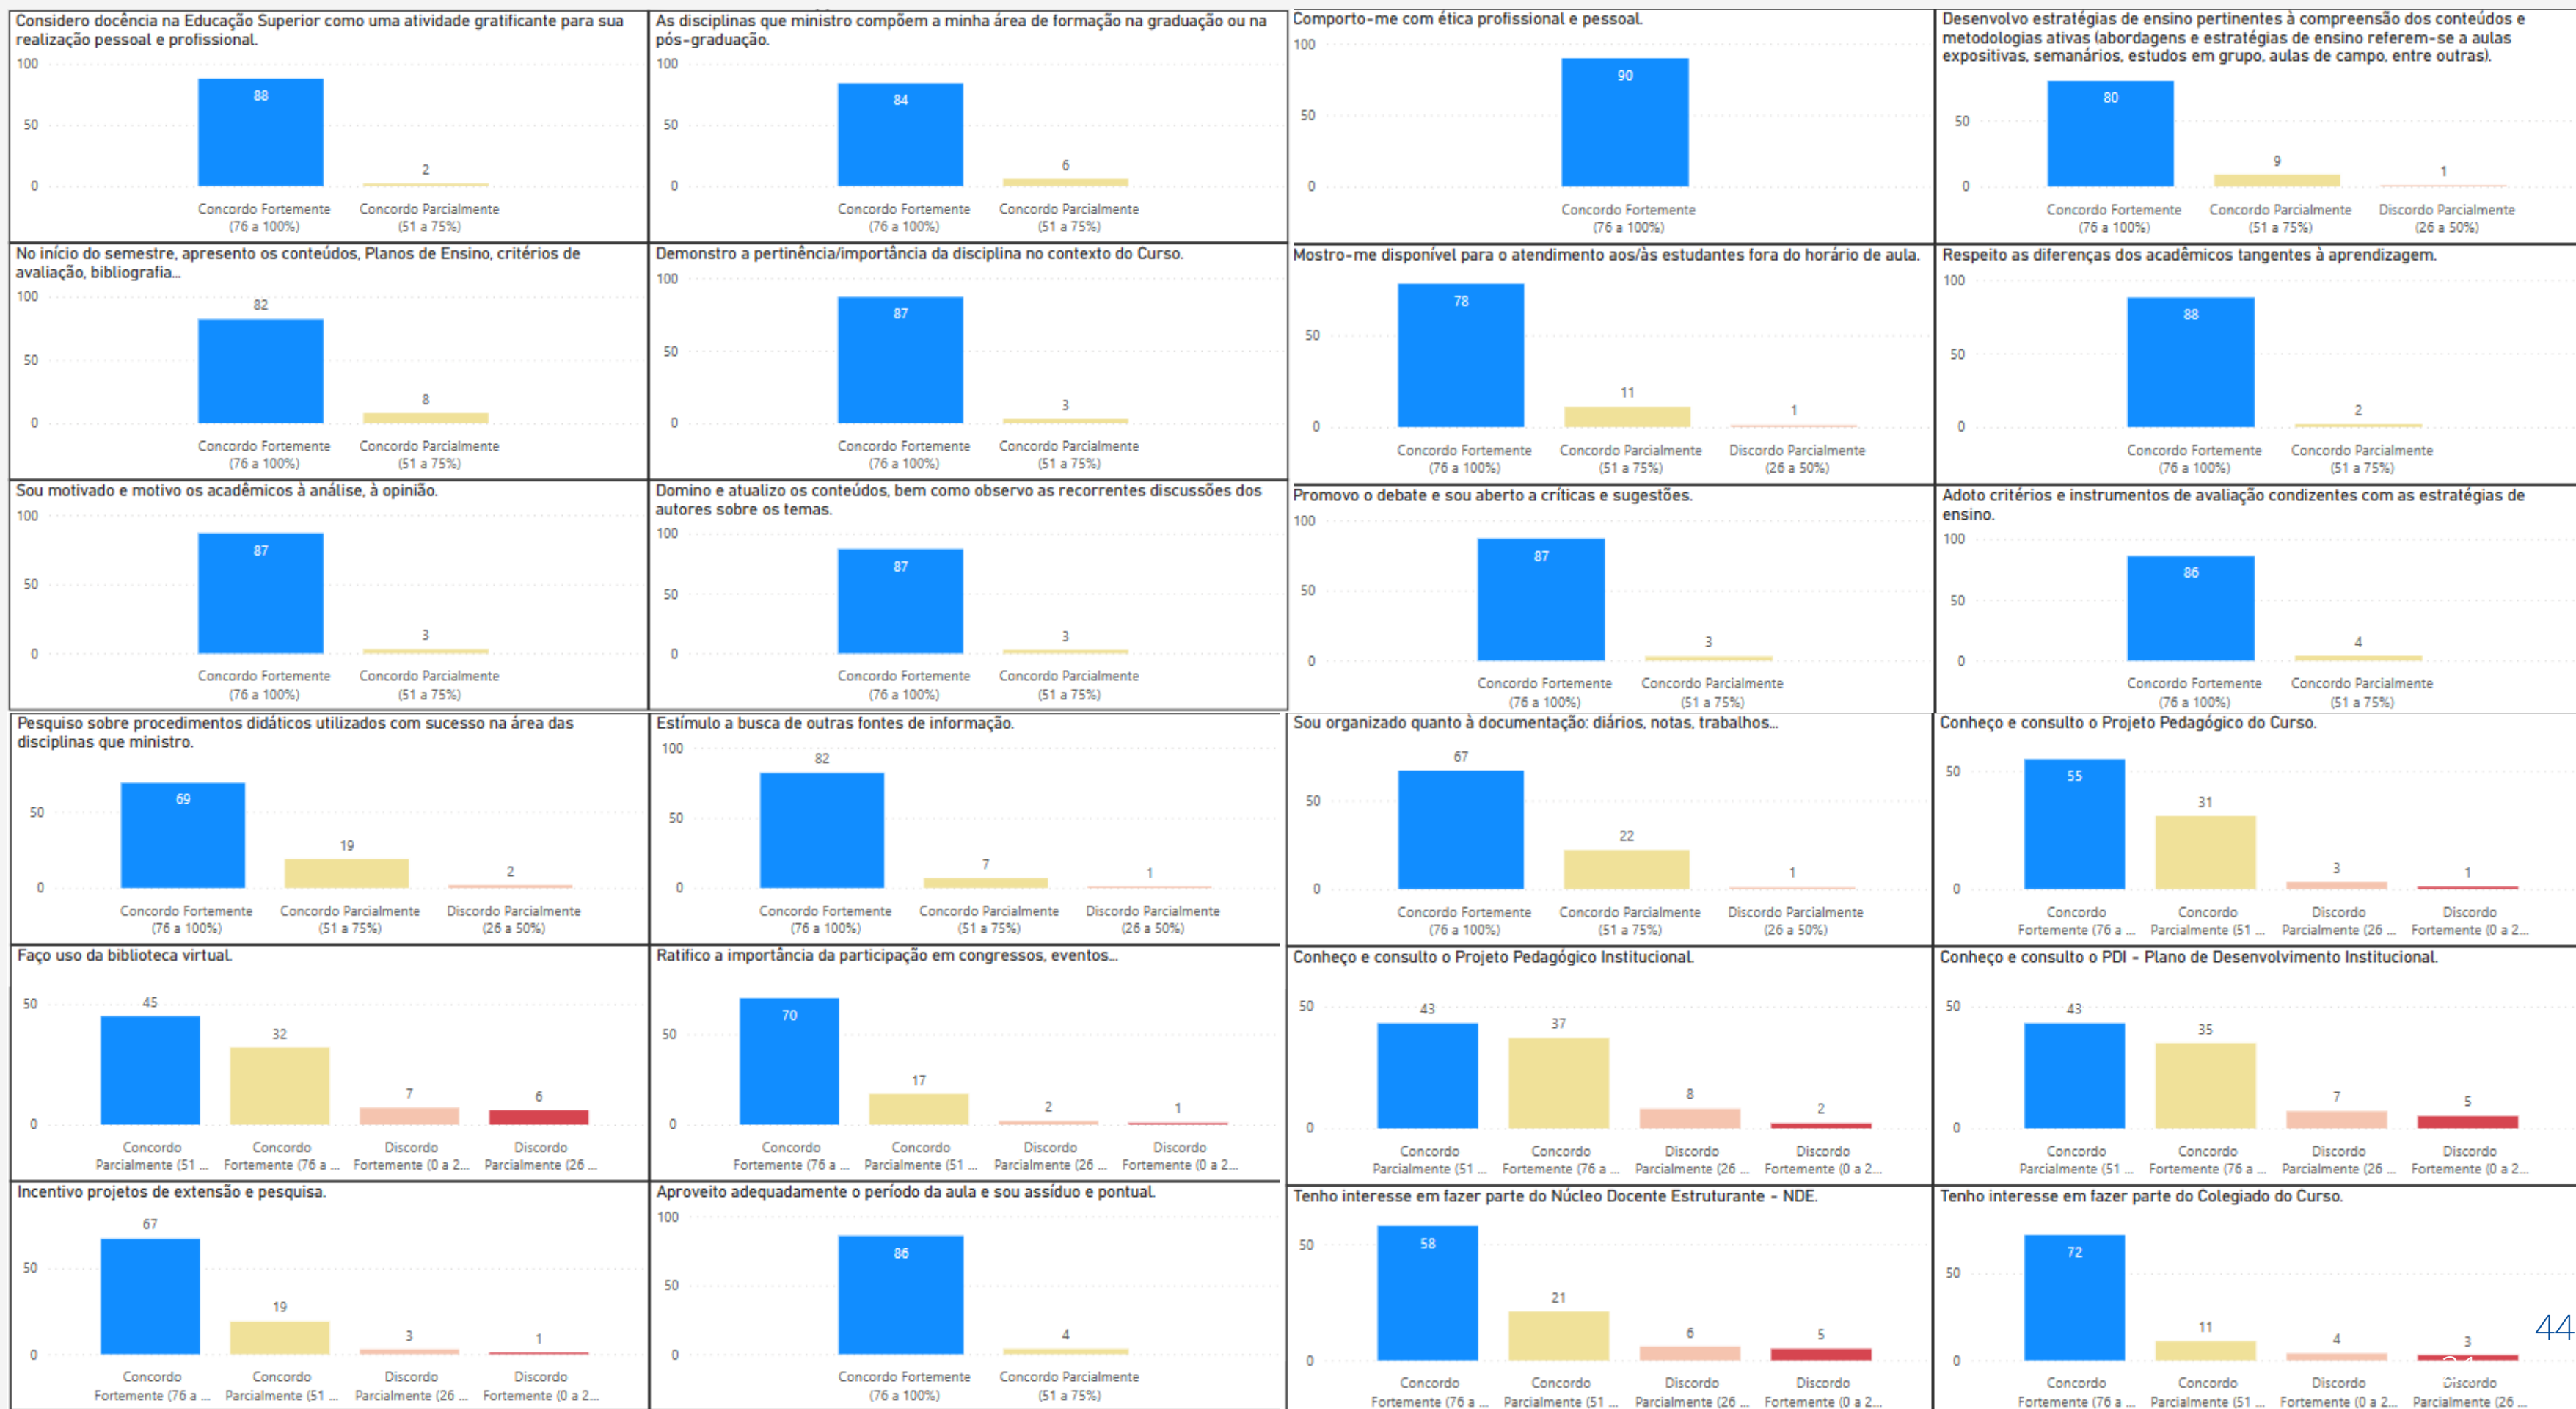 Considero docência na Educação Superior como uma atividade gratificante para sua
realização pessoal e profissional.
100
50
0
88
2
Concordo Fortemente
(76 a 100%)
Concordo Parcialmente
(51 a 75%)
As disciplinas que ministro compõem a minha área de formação na graduação ou na
pós-graduação.
100
50
0
84
6
Concordo Fortemente
(76 a 100%)
Concordo Parcialmente
(51 a 75%)
Comporto-me com ética profissional e pessoal.
100
50
0
90
Concordo Fortemente
(76 a 100%)
Desenvolvo estratégias de ensino pertinentes à compreensão dos conteúdos e
metodologias ativas (abordagens e estratégias de ensino referem-se a aulas
expositivas, semanários, estudos em grupo, aulas de campo, entre outras).
50
0
80
9
1
Concordo Fortemente
(76 a 100%)
Concordo Parcialmente
(51 a 75%)
Discordo Parcialmente
(26 a 50%)
No início do semestre, apresento os conteúdos, Planos de Ensino, critérios de
avaliação, bibliografia...
100
50
0
82
8
Concordo Fortemente
(76 a 100%)
Concordo Parcialmente
(51 a 75%)
Demonstro a pertinência/importância da disciplina no contexto do Curso.
100
50
0
87
3
Concordo Fortemente
(76 a 100%)
Concordo Parcialmente
(51 a 75%)
Mostro-me disponível para o atendimento aos/às estudantes fora do horário de aula.
50
0
78
11
1
Concordo Fortemente
(76 a 100%)
Concordo Parcialmente
(51 a 75%)
Discordo Parcialmente
(26 a 50%)
Respeito as diferenças dos acadêmicos tangentes à aprendizagem.
100
50
0
88
2
Concordo Fortemente
(76 a 100%)
Concordo Parcialmente
(51 a 75%)
Sou motivado e motivo os acadêmicos à análise, à opinião.
100
50
0
87
3
Concordo Fortemente
(76 a 100%)
Concordo Parcialmente
(51 a 75%)
Domino e atualizo os conteúdos, bem como observo as recorrentes discussões dos
autores sobre os temas.
100
50
0
87
3
Concordo Fortemente
(76 a 100%)
Concordo Parcialmente
(51 a 75%)
Promovo o debate e sou aberto a críticas e sugestões.
100
50
0
87
3
Concordo Fortemente
(76 a 100%)
Concordo Parcialmente
(51 a 75%)
Adoto critérios e instrumentos de avaliação condizentes com as estratégias de
ensino.
100
50
0
86
4
Concordo Fortemente
(76 a 100%)
Concordo Parcialmente
(51 a 75%)
Pesquiso sobre procedimentos didáticos utilizados com sucesso na área das
disciplinas que ministro.
50
0
69
19
2
Concordo Fortemente
(76 a 100%)
Concordo Parcialmente
(51 a 75%)
Discordo Parcialmente
(26 a 50%)
Estímulo a busca de outras fontes de informação.
100
50
0
82
7
1
Concordo Fortemente
(76 a 100%)
Concordo Parcialmente
(51 a 75%)
Discordo Parcialmente
(26 a 50%)
Sou organizado quanto à documentação: diários, notas, trabalhos...
50
0
67
22
1
Concordo Fortemente
(76 a 100%)
Concordo Parcialmente
(51 a 75%)
Discordo Parcialmente
(26 a 50%)
Conheço e consulto o Projeto Pedagógico do Curso.
50
0
55
31
3
1
Concordo
Fortemente (76 a ...
Concordo
Parcialmente (51 ...
Discordo
Parcialmente (26 ...
Discordo
Fortemente (0 a 2...
Faço uso da biblioteca virtual.
50
0
45
32
7
6
Concordo
Parcialmente (51 ...
Concordo
Fortemente (76 a ...
Discordo
Fortemente (0 a 2...
Discordo
Parcialmente (26 ...
Ratifico a importância da participação em congressos, eventos...
50
0
70
17
2
1
Concordo
Fortemente (76 a ...
Concordo
Parcialmente (51 ...
Discordo
Parcialmente (26 ...
Discordo
Fortemente (0 a 2...
Conheço e consulto o Projeto Pedagógico Institucional.
50
0
43
37
8
2
Concordo
Parcialmente (51 ...
Concordo
Fortemente (76 a ...
Discordo
Parcialmente (26 ...
Discordo
Fortemente (0 a 2...
Conheço e consulto o PDI - Plano de Desenvolvimento Institucional.
50
0
43
35
7
5
Concordo
Parcialmente (51 ...
Concordo
Fortemente (76 a ...
Discordo
Parcialmente (26 ...
Discordo
Fortemente (0 a 2...
Incentivo projetos de extensão e pesquisa.
50
0
67
19
3
1
Concordo
Fortemente (76 a ...
Concordo
Parcialmente (51 ...
Discordo
Parcialmente (26 ...
Discordo
Fortemente (0 a 2...
Aproveito adequadamente o período da aula e sou assíduo e pontual.
100
50
0
86
4
Concordo Fortemente
(76 a 100%)
Concordo Parcialmente
(51 a 75%)
Tenho interesse em fazer parte do Núcleo Docente Estruturante - NDE.
50
0
58
21
6
5
Concordo
Fortemente (76 a ...
Concordo
Parcialmente (51 ...
Discordo
Parcialmente (26 ...
Discordo
Fortemente (0 a 2...
Tenho interesse em fazer parte do Colegiado do Curso.
50
0
72
11
4
3
Concordo
Fortemente (76 a ...
Concordo
Parcialmente (51 ...
Discordo
Fortemente (0 a 2...
Discordo
Parcialmente (26 ...
44